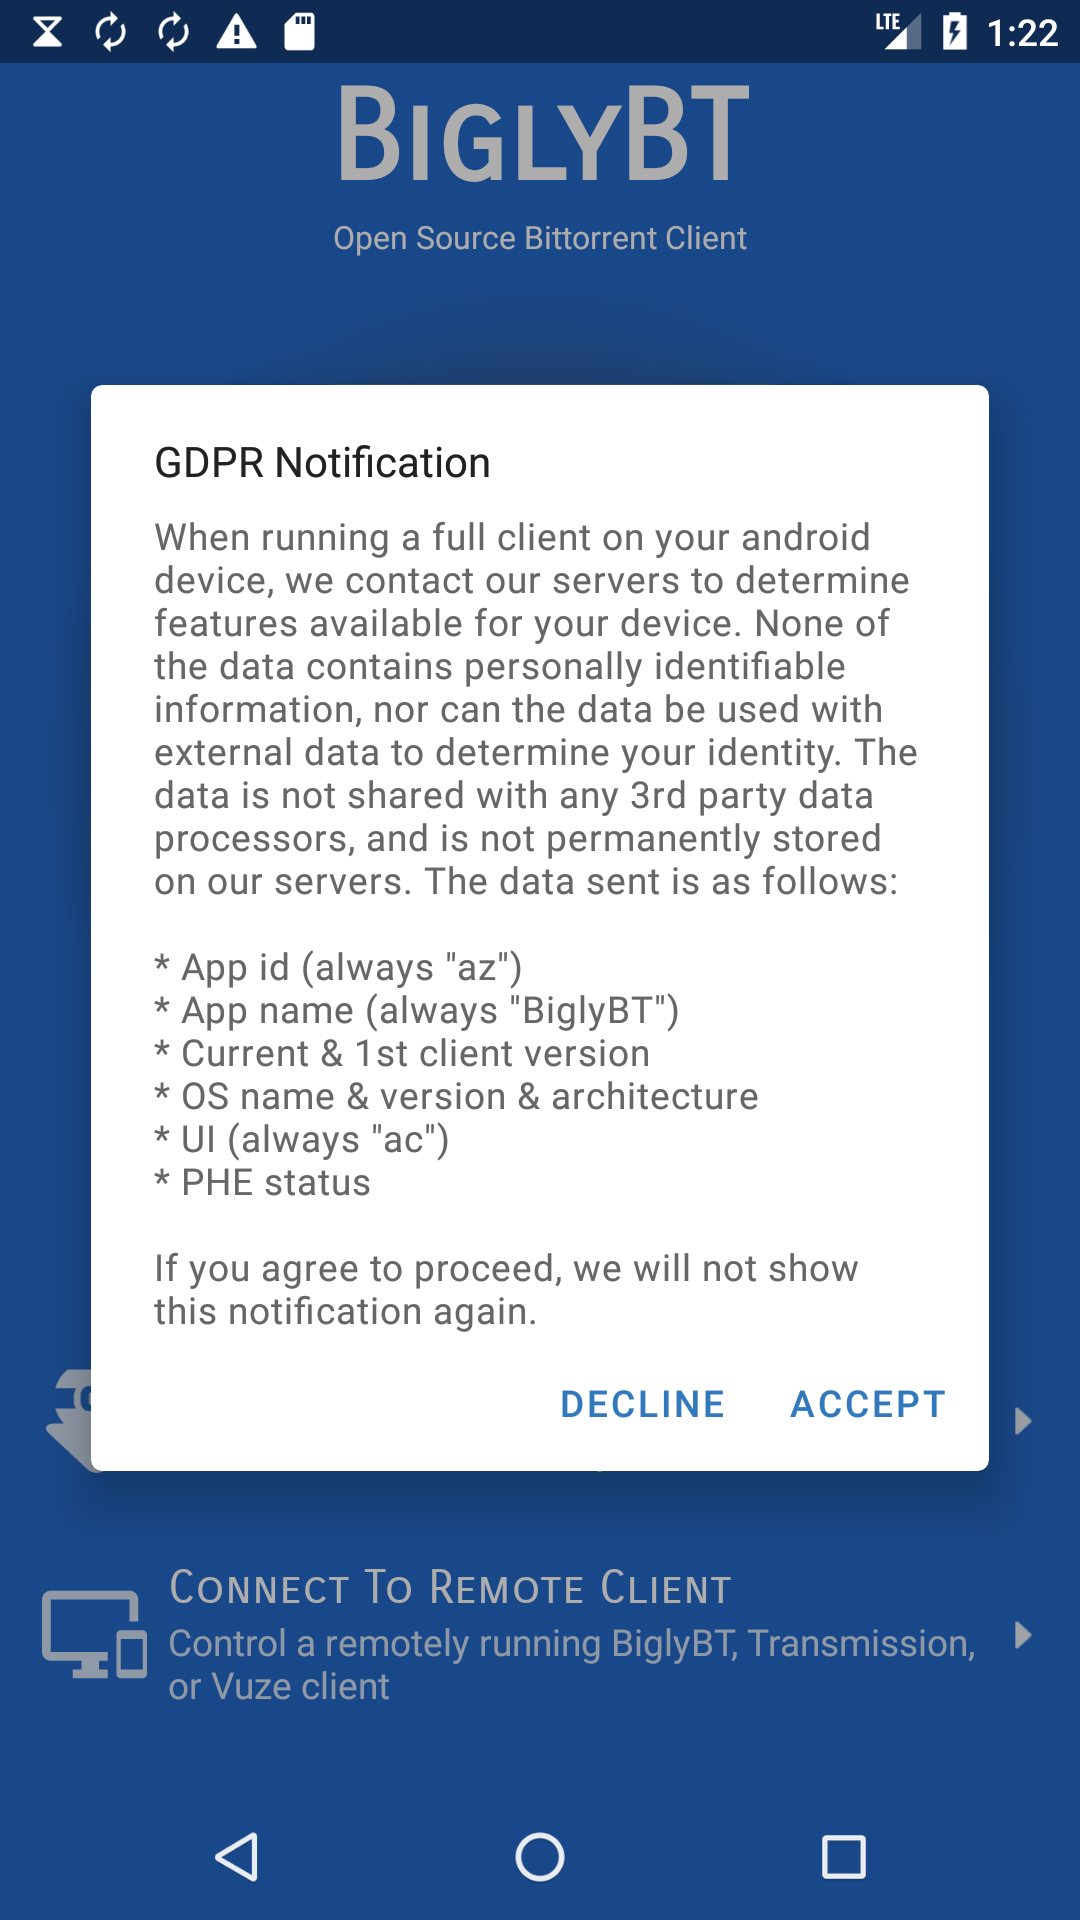 LTE 1:22
BIGLYBT
Open Source Bittorrent Client
GDPR Notification
When running a full client on your android
device, we contact our servers to determine
features available for your device. None of
the data contains personally identifiable
information, nor can the data be used with
external data to determine your identity. The
data is not shared with any 3rd party data
processors, and is not permanently stored
on our servers. The data sent is as follows:
* App id (always "az")
* App name (always "BiglyBT")
* Current & 1st client version
* OS name & version & architecture
* UI (always "ac")
* PHE status
If you agree to proceed, we will not show
this notification again.
DECLINE ACCEPT
Connect To Remote Client
Control a remotely running BiglyBT, Transmission,
or Vuze client